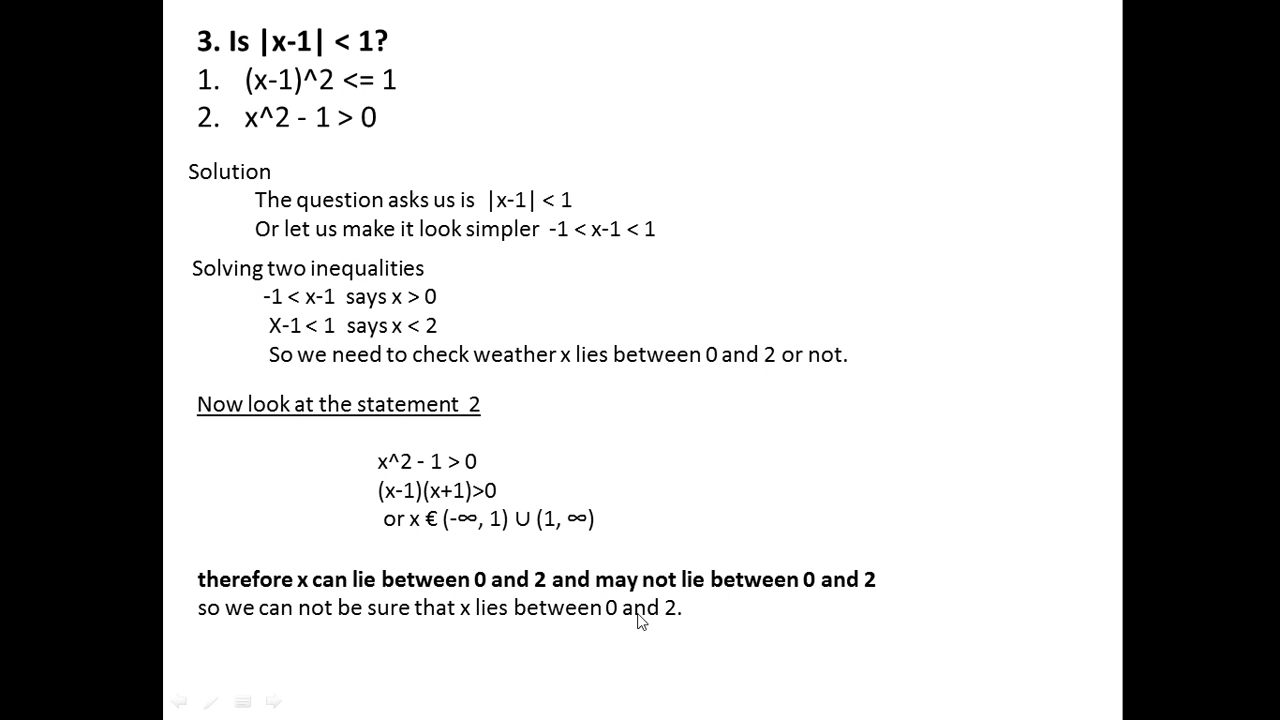 3. Is |x-1| < 1?
1. (x-1)^2 <= 1
2. x^2 - 1 > 0
Solution
The question asks us is |x-1| < 1
Or let us make it look simpler -1 < x-1 < 1
Solving two inequalities
-1 < x-1 says x > 0
X-1 < 1 says x < 2
So we need to check weather x lies between 0 and 2 or not.
Now look at the statement 2
x^2 - 1 > 0
(x-1)(x+1)>0
or x € (-∞, 1) ∪ (1, ∞)
therefore x can lie between 0 and 2 and may not lie between 0 and 2
so we can not be sure that x lies between 0 and 2.